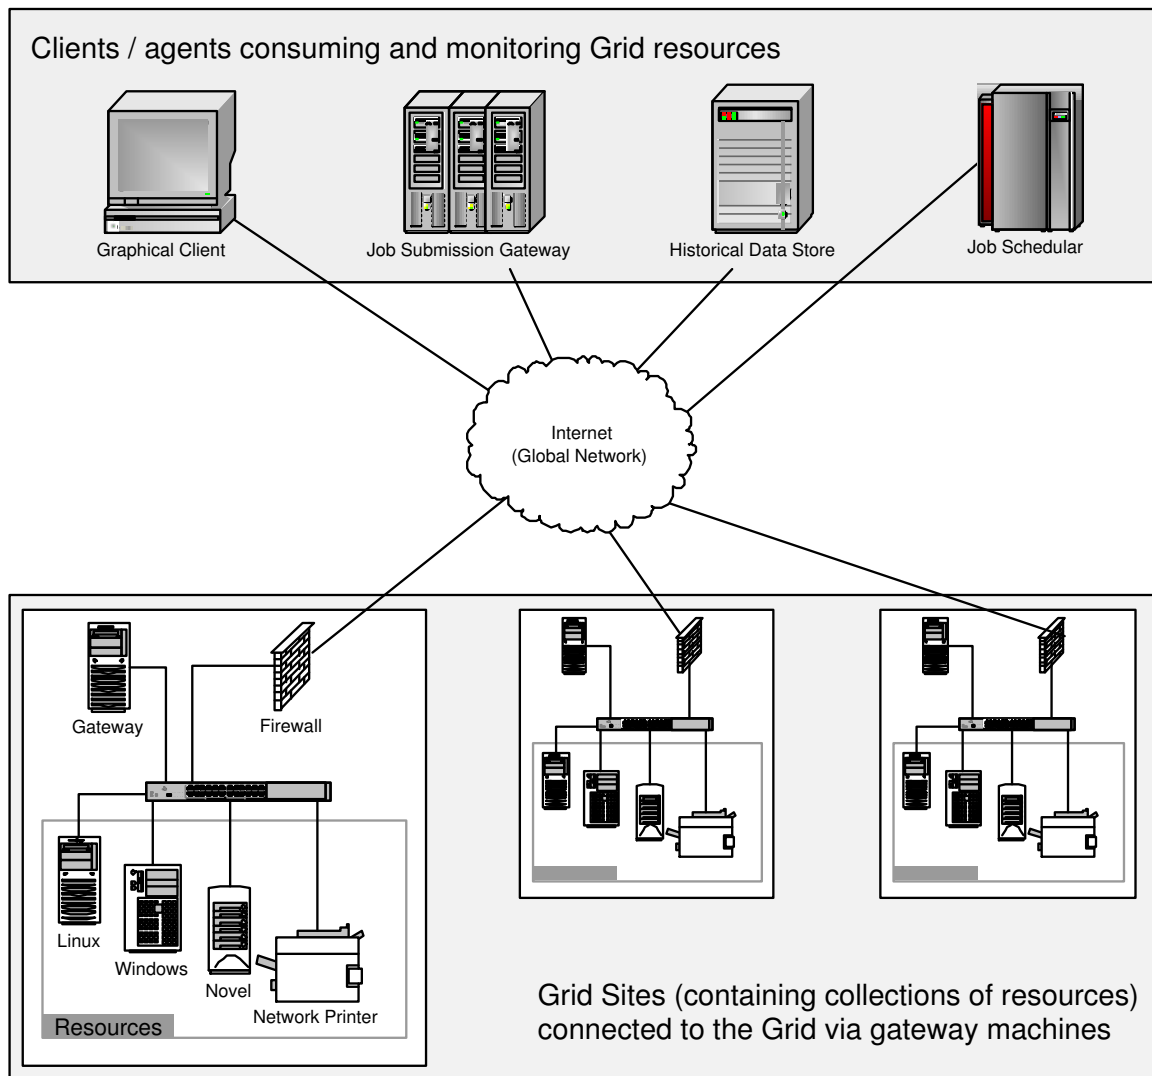 Clients / agents consuming and monitoring Grid resources
Graphical Client
Job Submission Gateway
Historical Data Store
Job Schedular
Internet
(Global Network)
Gateway
Firewall
Linux
Windows
Novel
Network Printer
Resources
Grid Sites (containing collections of resources)
connected to the Grid via gateway machines